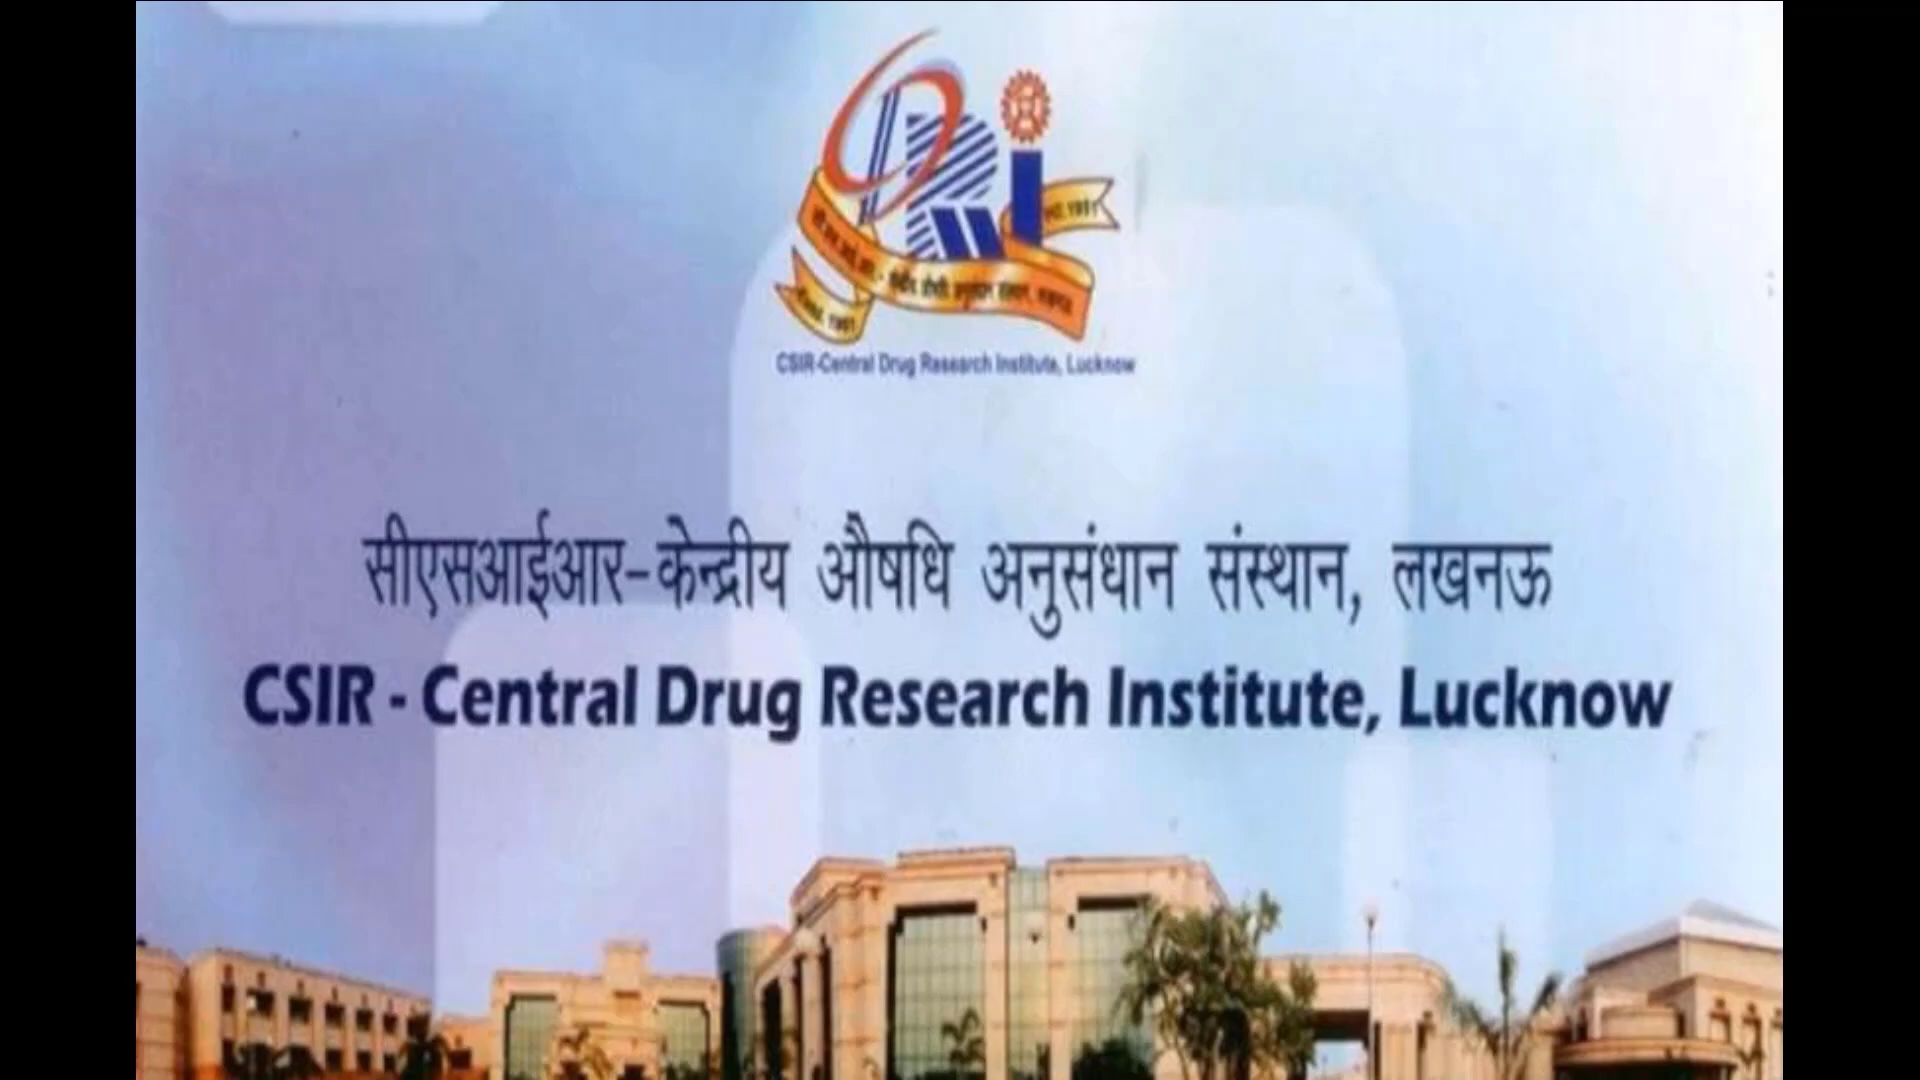 CSIR-Central Drug Research Institute, Lucknow
सीएसआईआर-केन्द्रीय औषधि अनुसंधान संस्थान, लखनऊ
CSIR - Central Drug Research Institute, Lucknow